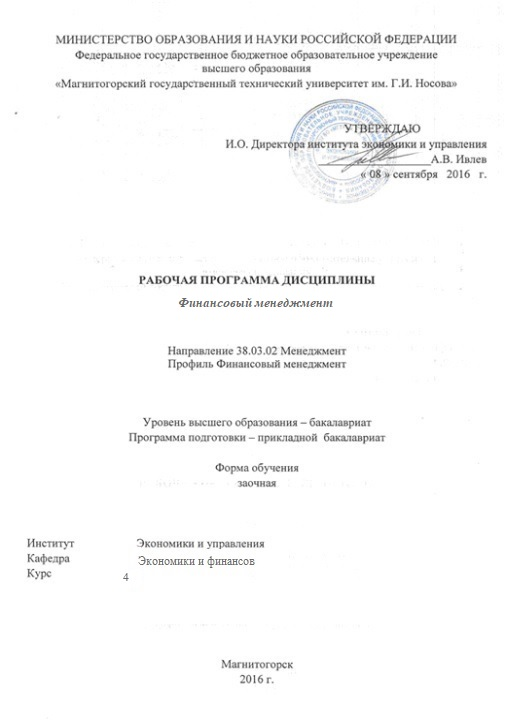 МИНИСТЕРСТВО ОБРАЗОВАНИЯ И НАУКИ РОССИЙСКОЙ ФЕДЕРАЦИИ
Федеральное государственное бюджетное образовательное учреждение
высшего образования
«Магнитогорский государственный технический университет им. Г.И. Носова»
УТВЕРЖДАЮ
И.О. Директора института экономики и управления
А.В. Ивлев
« 08 » сентября 2016 г.
РАБОЧАЯ ПРОГРАММА ДИСЦИПЛИНЫ
Финансовый менеджмент
Направление 38.03.02 Менеджмент
Профиль Финансовый менеджмент
Уровень высшего образования – бакалавриат
Программа подготовки – прикладной бакалавриат
Форма обучения
заочная
Институт Экономики и управления
Кафедра Экономики и финансов
Курс 4
Магнитогорск
2016 г.